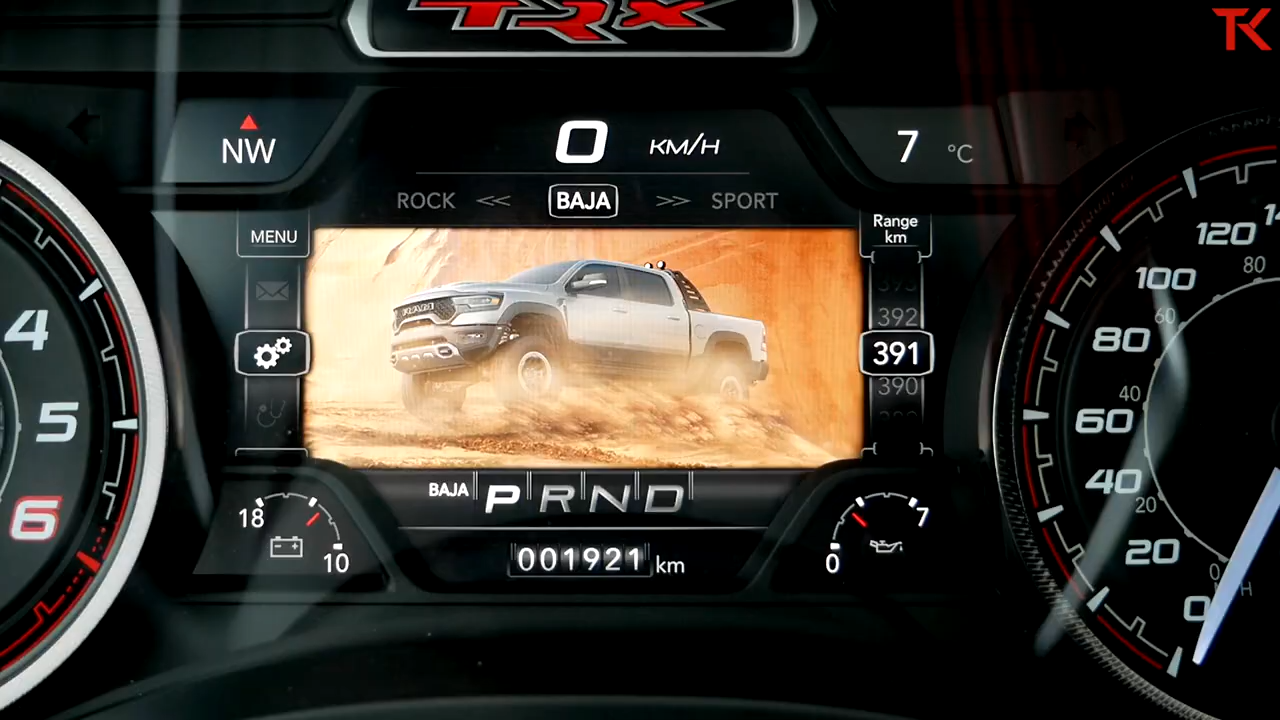 TRX
TK
NW
0 KM/H
7 °C
ROCK << BAJA >> SPORT
MENU
Range
km
392
391
390
RAM
BAJA P R N D
18
10
0
7
001921 km
4
5
6
120
100
80
60
40
20
0
80
60
40
20
0